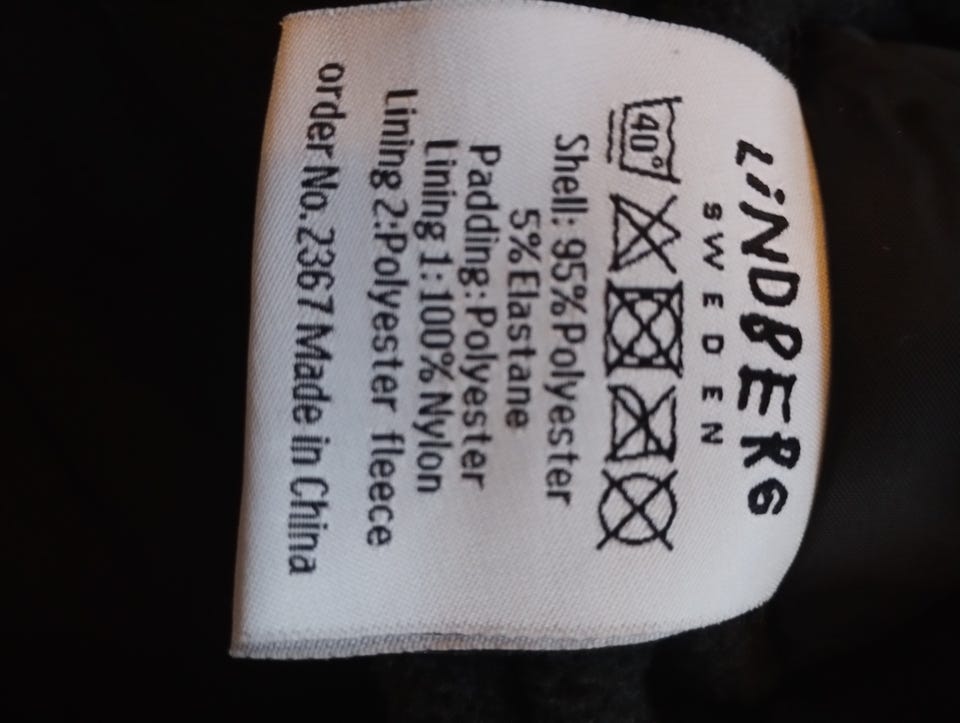 LiNDBERG
SWEDEN
40°
Shell: 95%Polyester
5%Elastane
Padding:Polyester
Lining 1:100% Nylon
Lining 2:Polyester fleece
order No.2367 Made in China